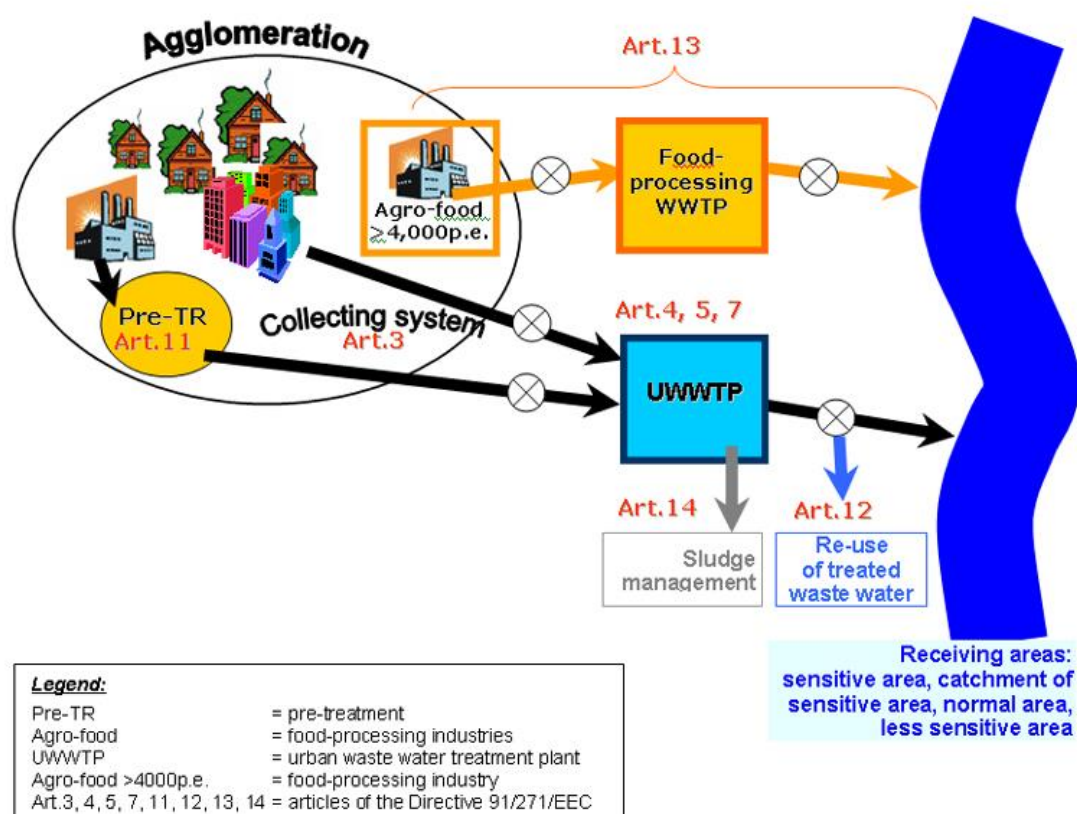 Agglomeration
Art.13
Agro-food
⩾4,000p.e.
Food-
processing
WWTP
Pre-TR
Art.11
Collecting system
Art.3
Art.4, 5, 7
UWWTP
Art.14
Art.12
Sludge
management
Re-use
of treated
waste water
Receiving areas:
sensitive area, catchment of
sensitive area, normal area,
less sensitive area
Legend:
Pre-TR = pre-treatment
Agro-food = food-processing industries
UWWTP = urban waste water treatment plant
Agro-food >4000p.e. = food-processing industry
Art.3, 4, 5, 7, 11, 12, 13, 14 = articles of the Directive 91/271/EEC